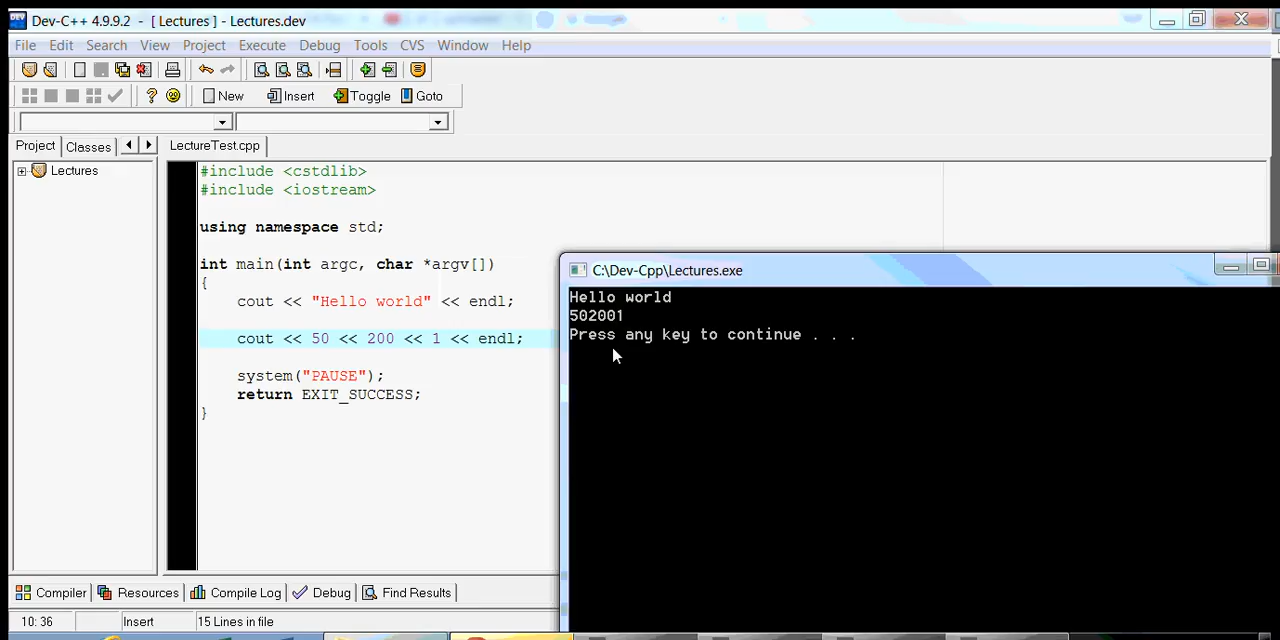 Dev-C++ 4.9.9.2 - [ Lectures ] - Lectures.dev
File Edit Search View Project Execute Debug Tools CVS Window Help
New Insert Toggle Goto
Project Classes LectureTest.cpp
Lectures
#include <cstdlib>
#include <iostream>
using namespace std;
int main(int argc, char *argv[])
{
cout << "Hello world" << endl;
cout << 50 << 200 << 1 << endl;
system("PAUSE");
return EXIT_SUCCESS;
}
C:\Dev-Cpp\Lectures.exe
Hello world
502001
Press any key to continue . . .
Compiler Resources Compile Log Debug Find Results
10: 36 Insert 15 Lines in file